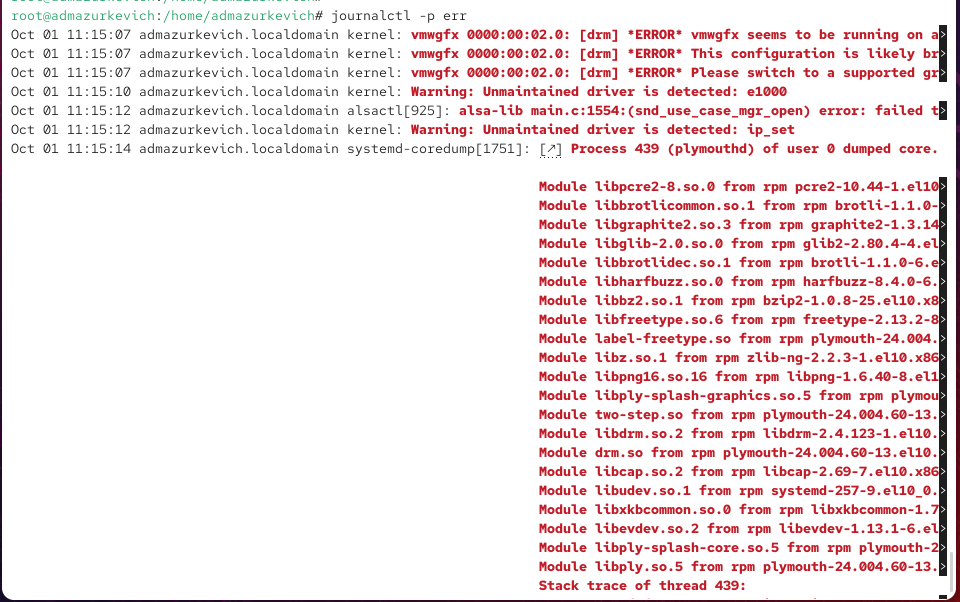 root@admazurkevich:/home/admazurkevich# journalctl -p err
Oct 01 11:15:07 admazurkevich.localdomain kernel: vmwgfx 0000:00:02.0: [drm] *ERROR* vmwgfx seems to be running on a>
Oct 01 11:15:07 admazurkevich.localdomain kernel: vmwgfx 0000:00:02.0: [drm] *ERROR* This configuration is likely br>
Oct 01 11:15:07 admazurkevich.localdomain kernel: vmwgfx 0000:00:02.0: [drm] *ERROR* Please switch to a supported gr>
Oct 01 11:15:10 admazurkevich.localdomain kernel: Warning: Unmaintained driver is detected: e1000
Oct 01 11:15:12 admazurkevich.localdomain alsactl[925]: alsa-lib main.c:1554:(snd_use_case_mgr_open) error: failed t>
Oct 01 11:15:12 admazurkevich.localdomain kernel: Warning: Unmaintained driver is detected: ip_set
Oct 01 11:15:14 admazurkevich.localdomain systemd-coredump[1751]: [↗] Process 439 (plymouthd) of user 0 dumped core.
Module libpcre2-8.so.0 from rpm pcre2-10.44-1.el10>
Module libbrotlicommon.so.1 from rpm brotli-1.1.0->
Module libgraphite2.so.3 from rpm graphite2-1.3.14>
Module libglib-2.0.so.0 from rpm glib2-2.80.4-4.el>
Module libbrotlidec.so.1 from rpm brotli-1.1.0-6.e>
Module libharfbuzz.so.0 from rpm harfbuzz-8.4.0-6.>
Module libbz2.so.1 from rpm bzip2-1.0.8-25.el10.x8>
Module libfreetype.so.6 from rpm freetype-2.13.2-8>
Module label-freetype.so from rpm plymouth-24.004.>
Module libz.so.1 from rpm zlib-ng-2.2.3-1.el10.x86>
Module libpng16.so.16 from rpm libpng-1.6.40-8.el1>
Module libply-splash-graphics.so.5 from rpm plymou>
Module two-step.so from rpm plymouth-24.004.60-13.>
Module libdrm.so.2 from rpm libdrm-2.4.123-1.el10.>
Module drm.so from rpm plymouth-24.004.60-13.el10.>
Module libcap.so.2 from rpm libcap-2.69-7.el10.x86>
Module libudev.so.1 from rpm systemd-257-9.el10_0.>
Module libxkbcommon.so.0 from rpm libxkbcommon-1.7>
Module libevdev.so.2 from rpm libevdev-1.13.1-6.el>
Module libply-splash-core.so.5 from rpm plymouth-2>
Module libply.so.5 from rpm plymouth-24.004.60-13.>
Stack trace of thread 439: